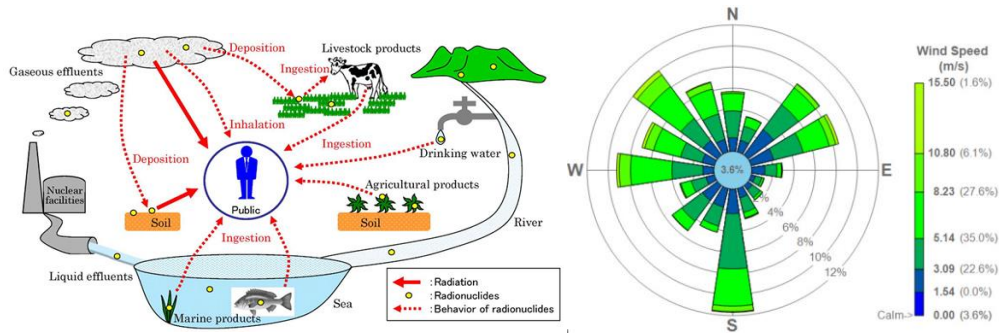 Gaseous effluents
Deposition
Livestock products
Ingestion
Inhalation
Ingestion
Drinking water
Deposition
Nuclear
facilities
Public
Agricultural products
Soil
Soil
River
Ingestion
Liquid effluents
Sea
Marine products
: Radiation
: Radionuclides
: Behavior of radionuclides
N
W
E
S
3.6%
2%
4%
6%
8%
10%
12%
Wind Speed
(m/s)
15.50 (1.6%)
10.80 (6.1%)
8.23 (27.6%)
5.14 (35.0%)
3.09 (22.6%)
1.54 (0.0%)
Calm-> 0.00 (3.6%)